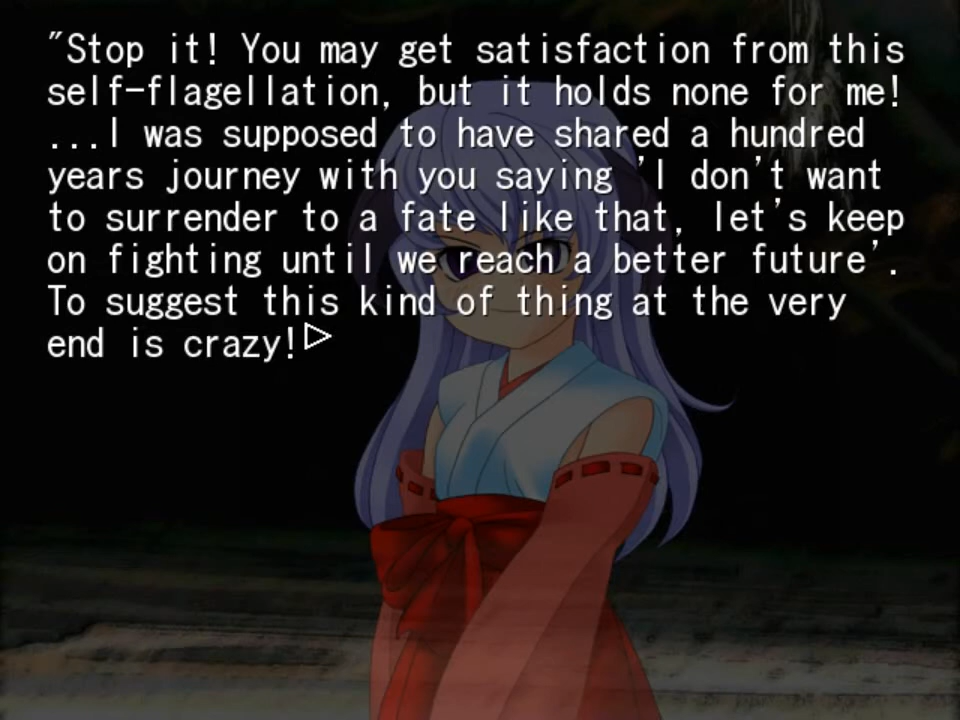 "Stop it! You may get satisfaction from this
self-flagellation, but it holds none for me!
...I was supposed to have shared a hundred
years journey with you saying 'I don't want
to surrender to a fate like that, let's keep
on fighting until we reach a better future'.
To suggest this kind of thing at the very
end is crazy!